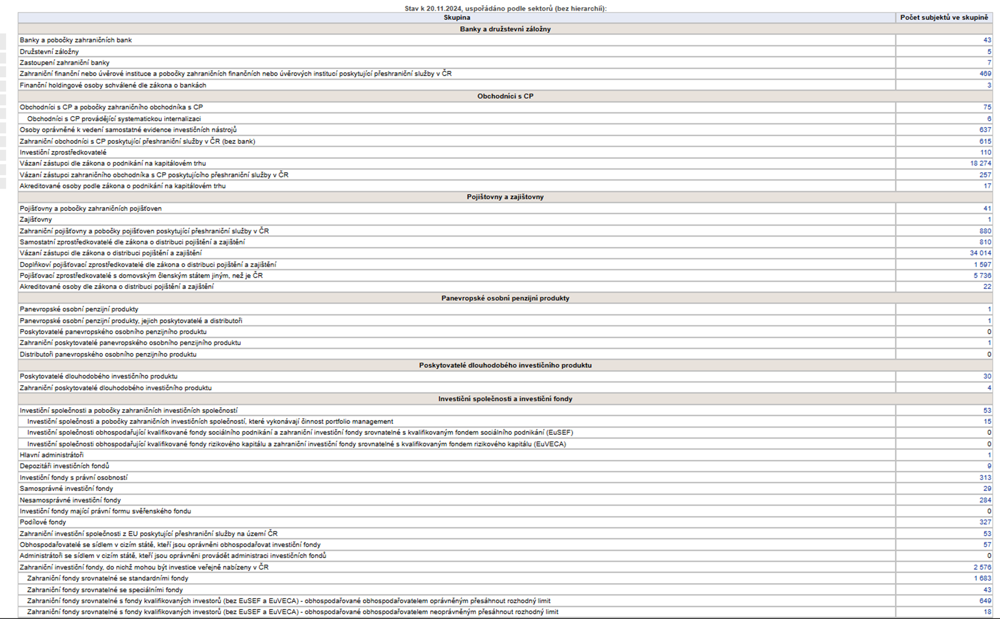 Stav k 20.11.2024, uspořádáno podle sektorů (bez hierarchií):
Skupina Počet subjektů ve skupině
Banky a družstevní záložny
Banky a pobočky zahraničních bank 43
Družstevní záložny 5
Zastoupení zahraniční banky 7
Zahraniční finanční nebo úvěrové instituce a pobočky zahraničních finančních nebo úvěrových institucí poskytující přeshraniční služby v ČR 469
Finanční holdingové osoby schválené dle zákona o bankách 3
Obchodníci s CP
Obchodníci s CP a pobočky zahraničního obchodníka s CP 75
Obchodníci s CP provádějící systematickou internalizaci 6
Osoby oprávněné k vedení samostatné evidence investičních nástrojů 637
Zahraniční obchodníci s CP poskytující přeshraniční služby v ČR (bez bank) 615
Investiční zprostředkovatelé 110
Vázaní zástupci dle zákona o podnikání na kapitálovém trhu 18 274
Vázaní zástupci zahraničního obchodníka s CP poskytujícího přeshraniční služby v ČR 257
Akreditované osoby podle zákona o podnikání na kapitálovém trhu 17
Pojištovny a zajištovny
Pojišťovny a pobočky zahraničních pojišťoven 41
Zajišťovny 1
Zahraniční pojišťovny a pobočky pojišťoven poskytující přeshraniční služby v ČR 880
Samostatní zprostředkovatelé dle zákona o distribuci pojištění a zajištění 810
Vázaní zástupci dle zákona o distribuci pojištění a zajištění 34 014
Doplňkoví pojišťovací zprostředkovatelé dle zákona o distribuci pojištění a zajištění 1 597
Pojišťovací zprostředkovatelé s domovským členským státem jiným, než je ČR 5 736
Akreditované osoby dle zákona o distribuci pojištění a zajištění 22
Panevropské osobní penzijní produkty
Panevropské osobní penzijní produkty 1
Panevropské osobní penzijní produkty, jejich poskytovatelé a distributoři 1
Poskytovatelé panevropského osobního penzijního produktu 0
Zahraniční poskytovatelé panevropského osobního penzijního produktu 1
Distributoři panevropského osobního penzijního produktu 0
Poskytovatelé dlouhodobého investičního produktu
Poskytovatelé dlouhodobého investičního produktu 30
Zahraniční poskytovatelé dlouhodobého investičního produktu 4
Investiční společnosti a investiční fondy
Investiční společnosti a pobočky zahraničních investičních společností 53
Investiční společnosti a pobočky zahraničních investičních společností, které vykonávají činnost portfolio management 15
Investiční společnosti obhospodařující kvalifikované fondy sociálního podnikání a zahraniční investiční fondy srovnatelné s kvalifikovaným fondem sociálního podnikání (EuSEF) 0
Investiční společnosti obhospodařující kvalifikované fondy rizikového kapitálu a zahraniční investiční fondy srovnatelné s kvalifikovaným fondem rizikového kapitálu (EuVECA) 0
Hlavní administrátoři 1
Depozitáři investičních fondů 9
Investiční fondy s právní osobností 313
Samosprávné investiční fondy 29
Nesamosprávné investiční fondy 284
Investiční fondy mající právní formu svěřenského fondu 0
Podílové fondy 327
Zahraniční investiční společnosti z EU poskytující přeshraniční služby na území ČR 53
Obhospodařovatelé se sídlem v cizím státě, kteří jsou oprávněni obhospodařovat investiční fondy 57
Administrátoři se sídlem v cizím státě, kteří jsou oprávněni provádět administraci investičních fondů 0
Zahraniční investiční fondy, do nichž mohou být investice veřejně nabízeny v ČR 2 576
Zahraniční fondy srovnatelné se standardními fondy 1 683
Zahraniční fondy srovnatelné se speciálními fondy 43
Zahraniční fondy srovnatelné s fondy kvalifikovaných investorů (bez EuSEF a EuVECA) - obhospodařované obhospodařovatelem oprávněným přesáhnout rozhodný limit 649
Zahraniční fondy srovnatelné s fondy kvalifikovaných investorů (bez EuSEF a EuVECA) - obhospodařované obhospodařovatelem neoprávněným přesáhnout rozhodný limit 18